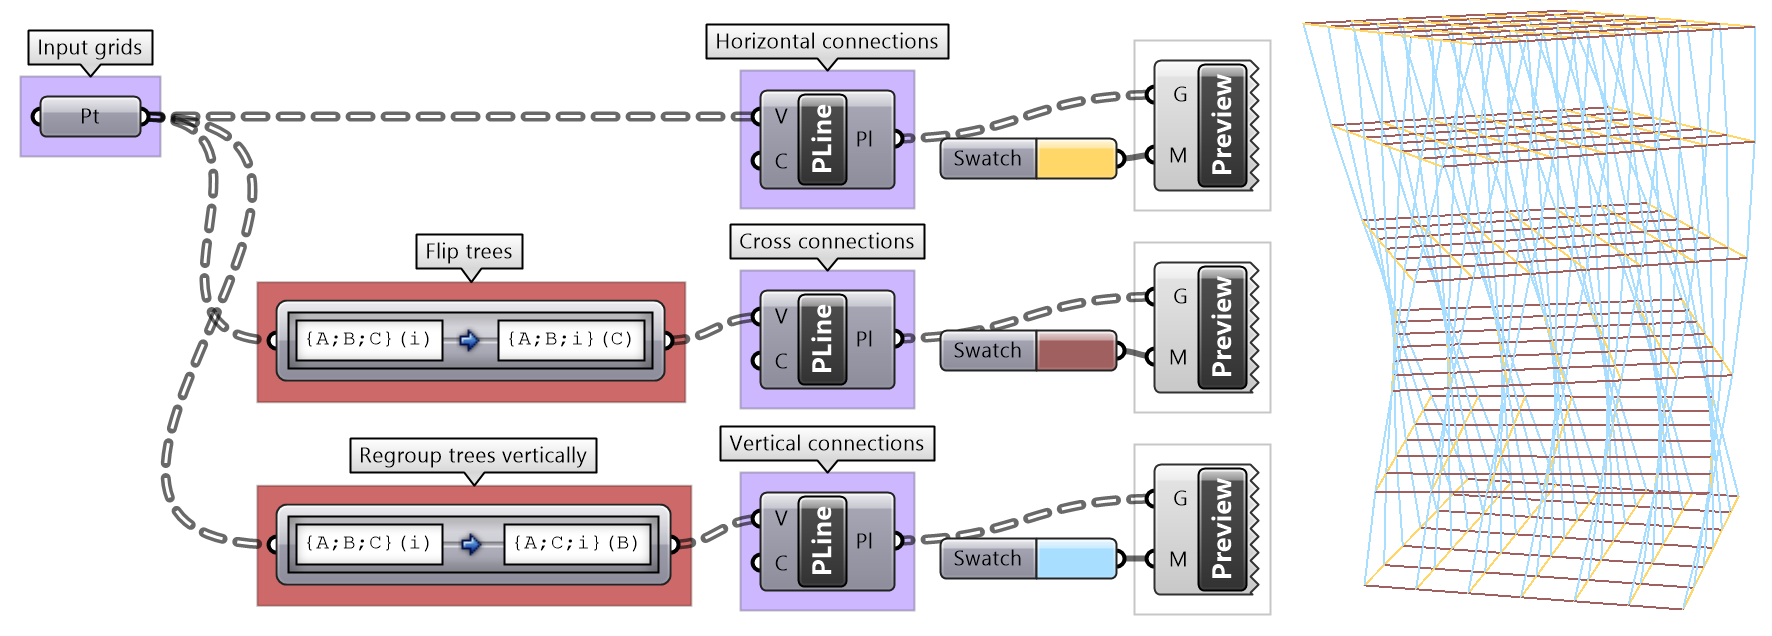 Input grids
Pt
Horizontal connections
V
C
PLine
Pl
Swatch
G
M
Preview
Flip trees
{A;B;C}(i)
{A;B;i}(C)
Cross connections
V
C
PLine
Pl
Swatch
G
M
Preview
Regroup trees vertically
{A;B;C}(i)
{A;C;i}(B)
Vertical connections
V
C
PLine
Pl
Swatch
G
M
Preview